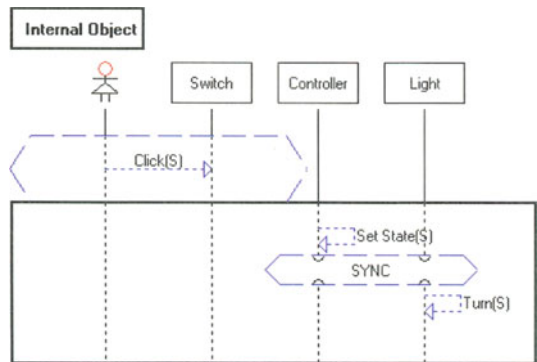 Internal Object
Switch
Controller
Light
Click(S)
Set State(S)
SYNC
Turn(S)